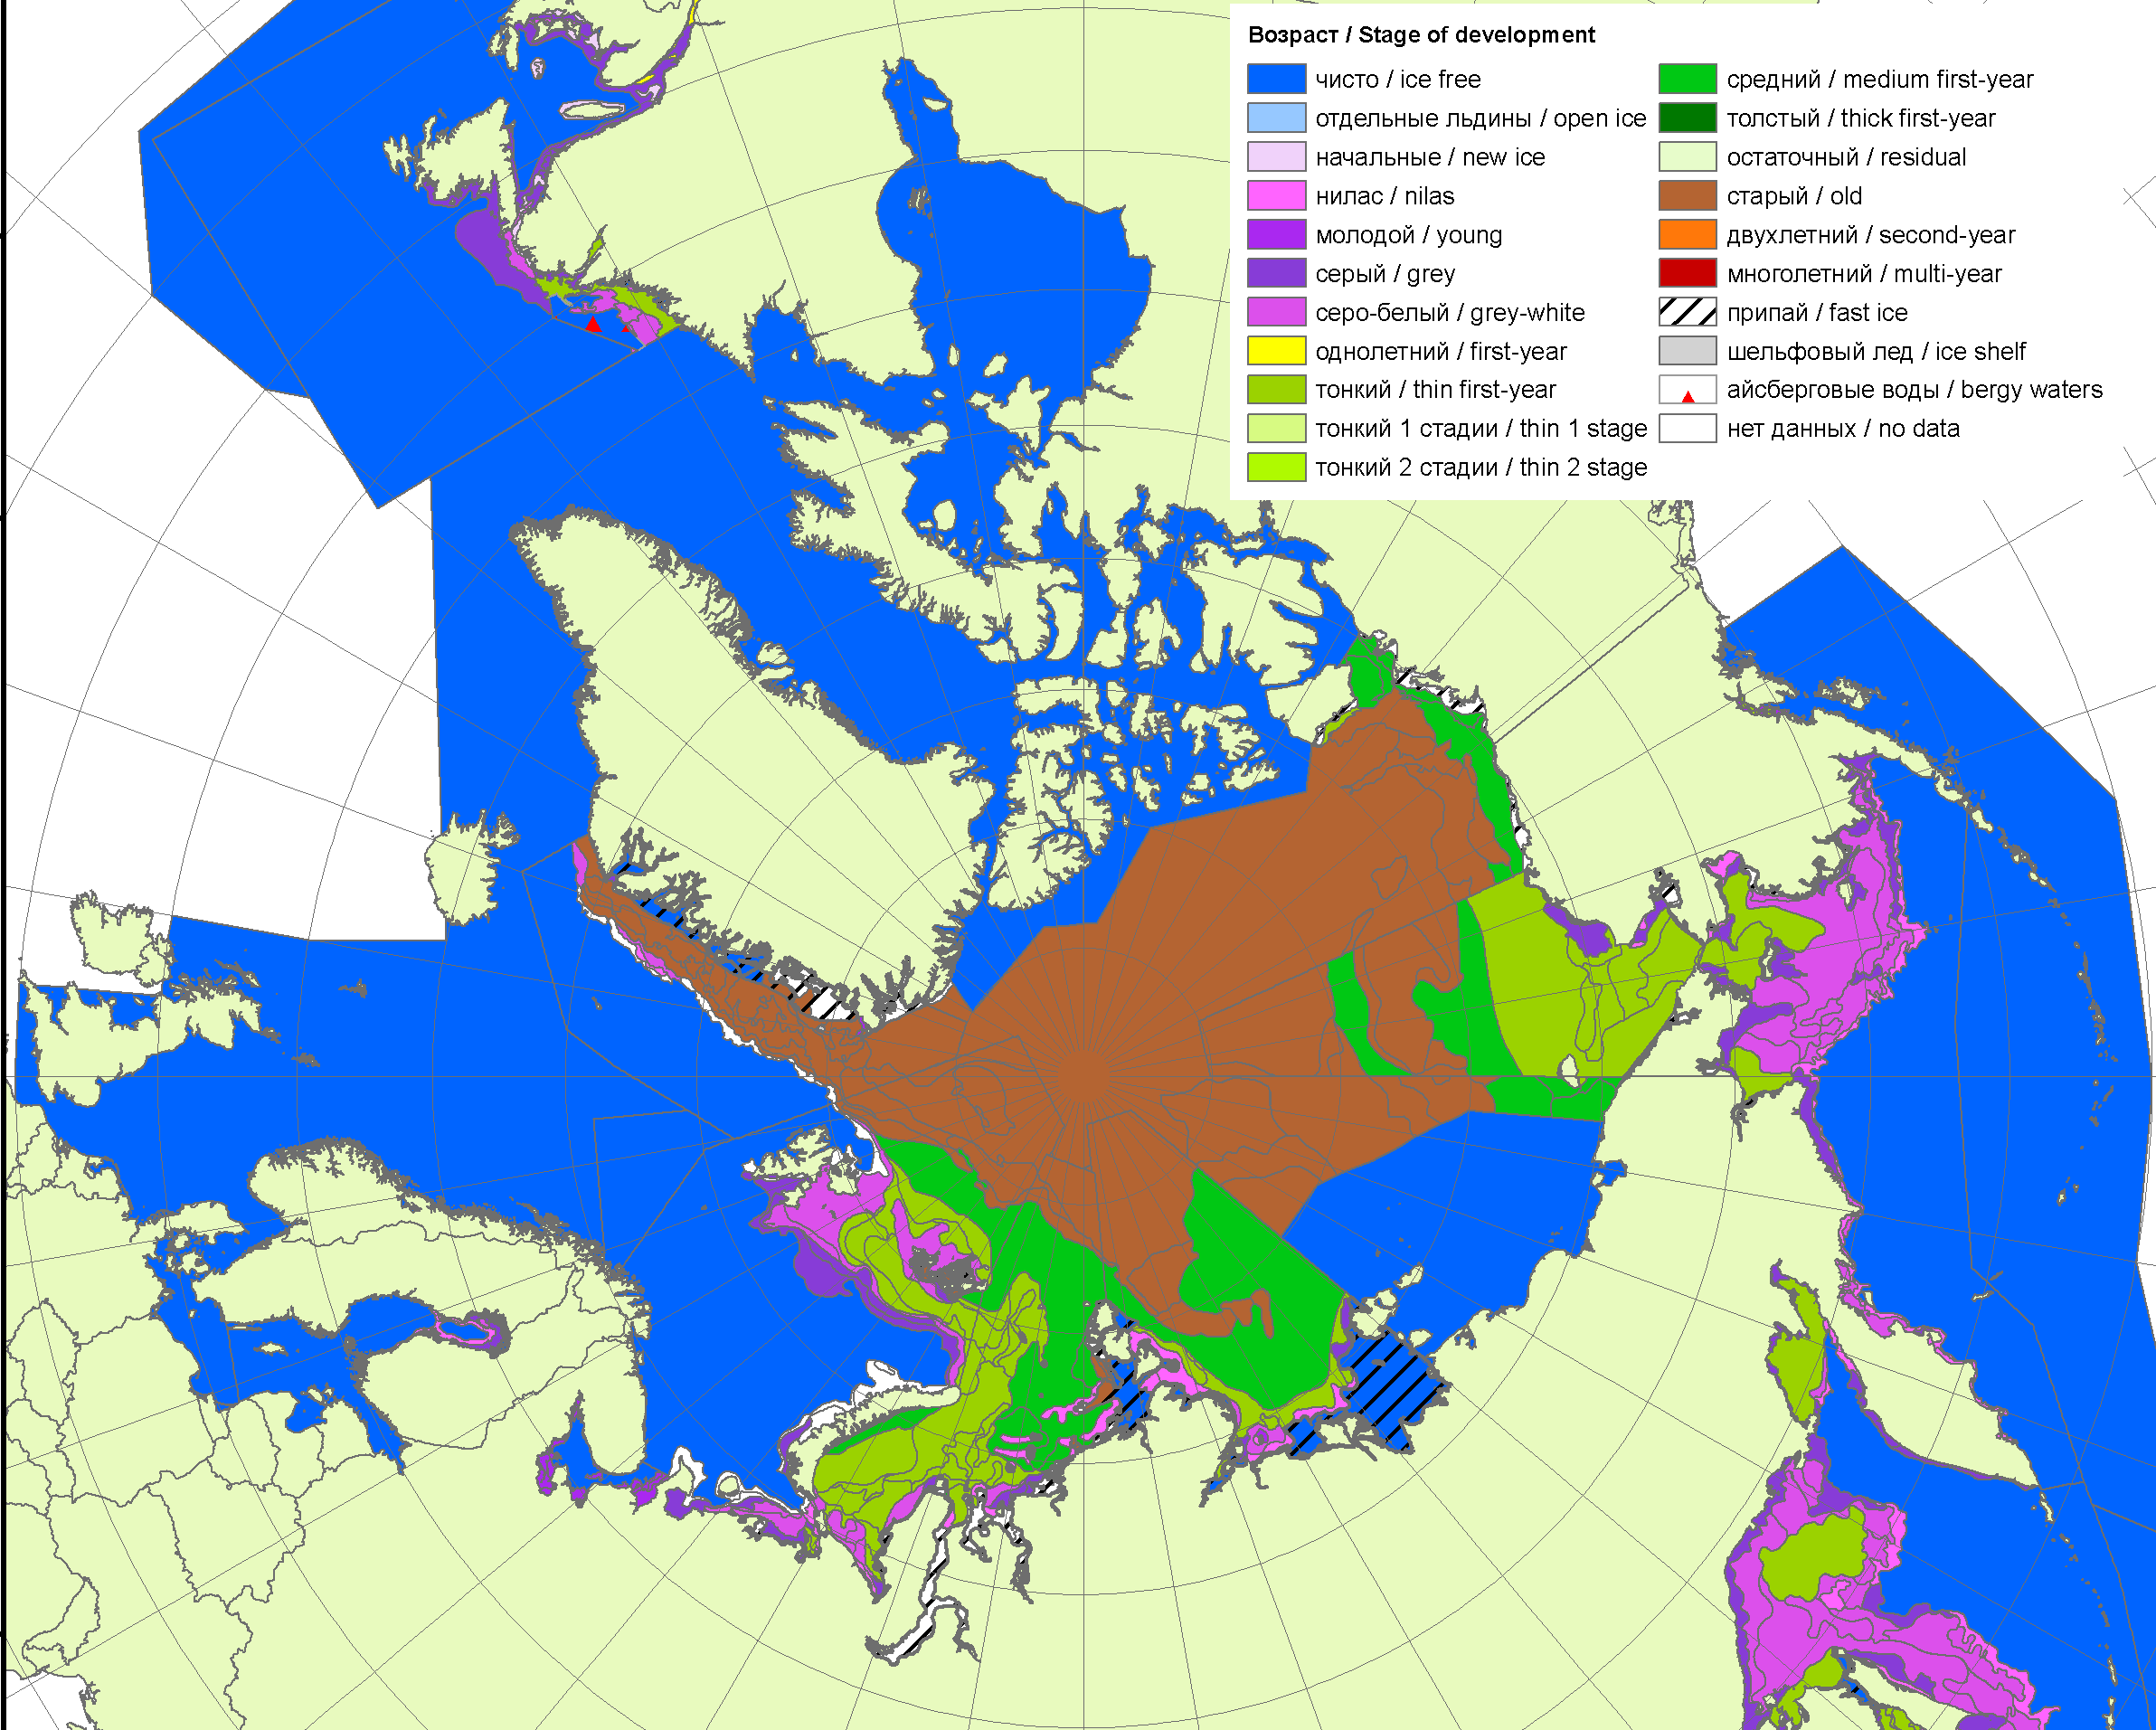 Возраст / Stage of development
чисто / ice free
отдельные льдины / open ice
начальные / new ice
нилас / nilas
молодой / young
серый / grey
серо-белый / grey-white
однолетний / first-year
тонкий / thin first-year
тонкий 1 стадии / thin 1 stage
тонкий 2 стадии / thin 2 stage
средний / medium first-year
толстый / thick first-year
остаточный / residual
старый / old
двухлетний / second-year
многолетний / multi-year
припай / fast ice
шельфовый лед / ice shelf
айсберговые воды / bergy waters
нет данных / no data